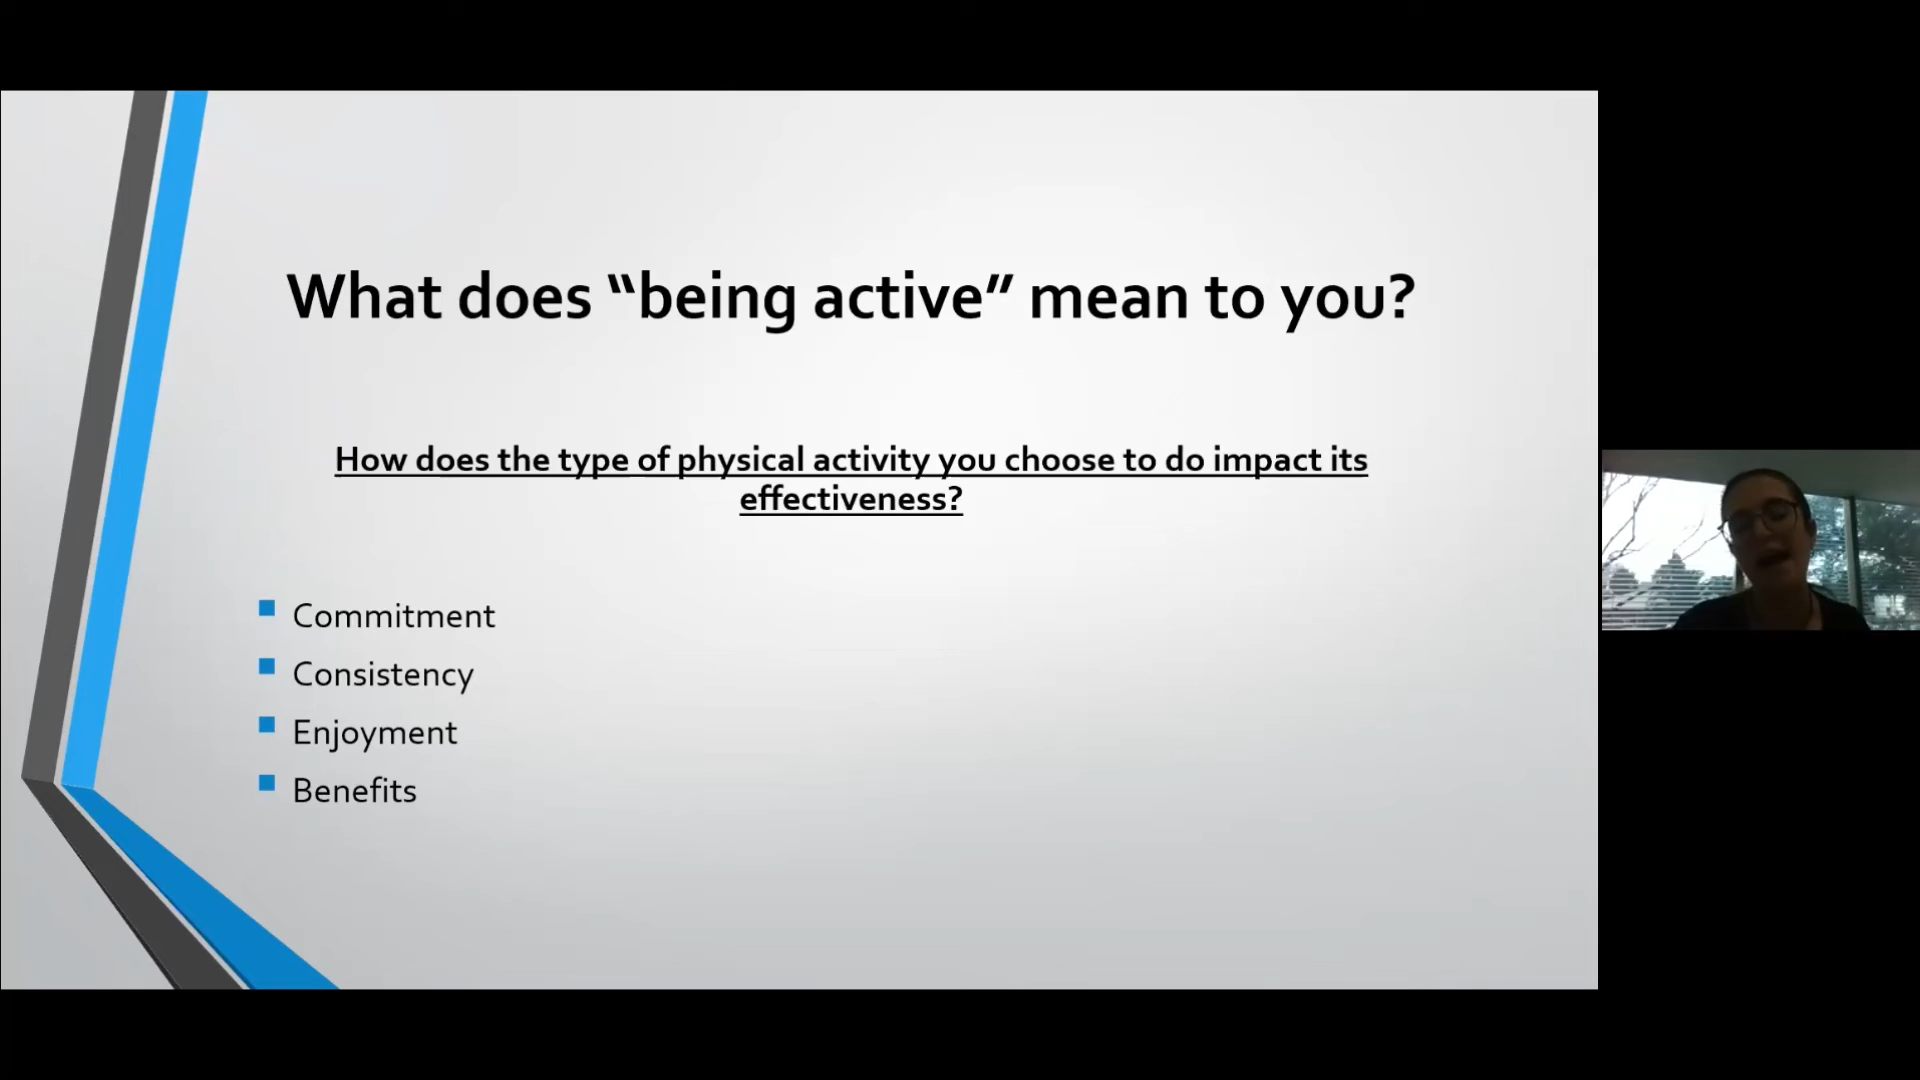 What does “being active” mean to you?
How does the type of physical activity you choose to do impact its
effectiveness?
Commitment
Consistency
Enjoyment
Benefits